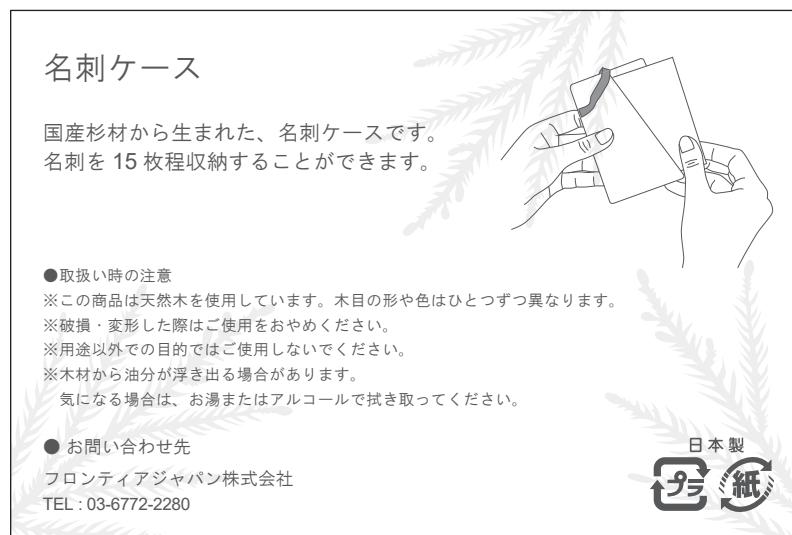 名刺ケース
国産杉材から生まれた、名刺ケースです。
名刺を 15 枚程収納することができます。
●取扱い時の注意
※この商品は天然木を使用しています。木目の形や色はひとつずつ異なります。
※破損・変形した際はご使用をおやめください。
※用途以外での目的ではご使用しないでください。
※木材から油分が浮き出る場合があります。
気になる場合は、お湯またはアルコールで拭き取ってください。
● お問い合わせ先
フロンティアジャパン株式会社
TEL : 03-6772-2280
日本製
プラ 紙